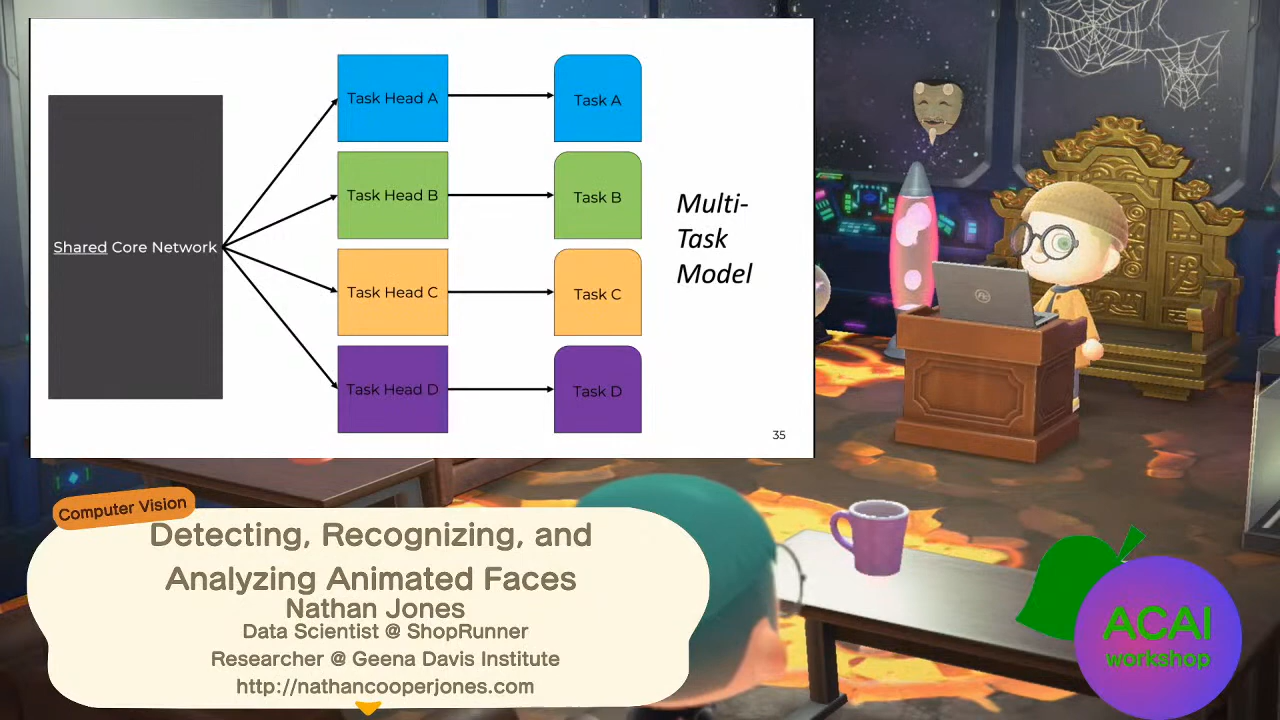 Shared Core Network
Task Head A
Task A
Task Head B
Task B
Task Head C
Task C
Task Head D
Task D
Multi-
Task
Model
35
Computer Vision
Detecting, Recognizing, and
Analyzing Animated Faces
Nathan Jones
Data Scientist @ ShopRunner
Researcher @ Geena Davis Institute
http://nathancooperjones.com
ACAI
workshop